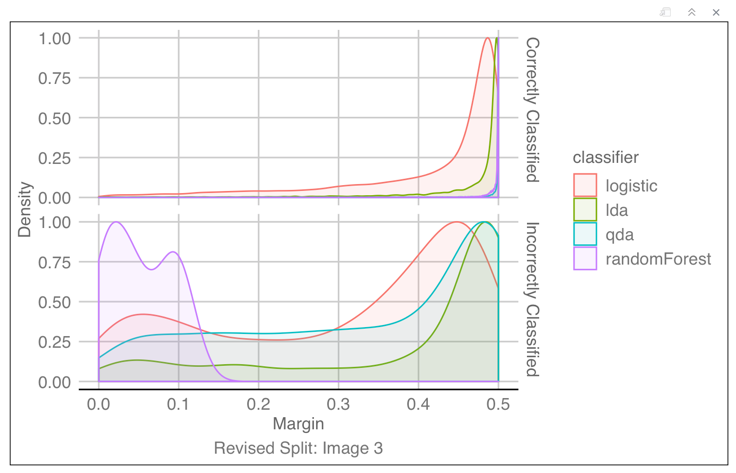 1.00
0.75
0.50
0.25
0.00
Correctly Classified
1.00
0.75
0.50
0.25
0.00
Incorrectly Classified
Density
0.0 0.1 0.2 0.3 0.4 0.5
Margin
Revised Split: Image 3
classifier
logistic
lda
qda
randomForest